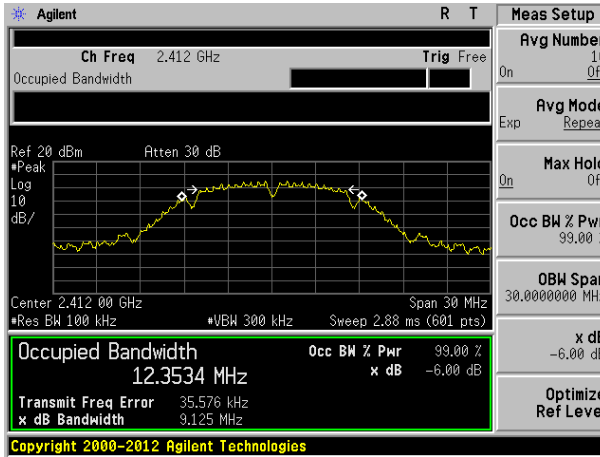 Agilent R T Meas Setup
Ch Freq 2.412 GHz Trig Free
Occupied Bandwidth
Ref 20 dBm Atten 30 dB
#Peak
Log
10
dB/
Center 2.412 00 GHz Span 30 MHz
#Res BW 100 kHz #VBW 300 kHz Sweep 2.88 ms (601 pts)
Occupied Bandwidth Occ BW % Pwr 99.00 %
12.3534 MHz x dB -6.00 dB
Transmit Freq Error 35.576 kHz
x dB Bandwidth 9.125 MHz
Copyright 2000-2012 Agilent Technologies
Avg Number
On
Avg Mode
Exp Repea
Max Hold
On
Occ BW % Pwr
99.00
OBW Span
30.0000000 MH
x dB
-6.00 dB
Optimize
Ref Level